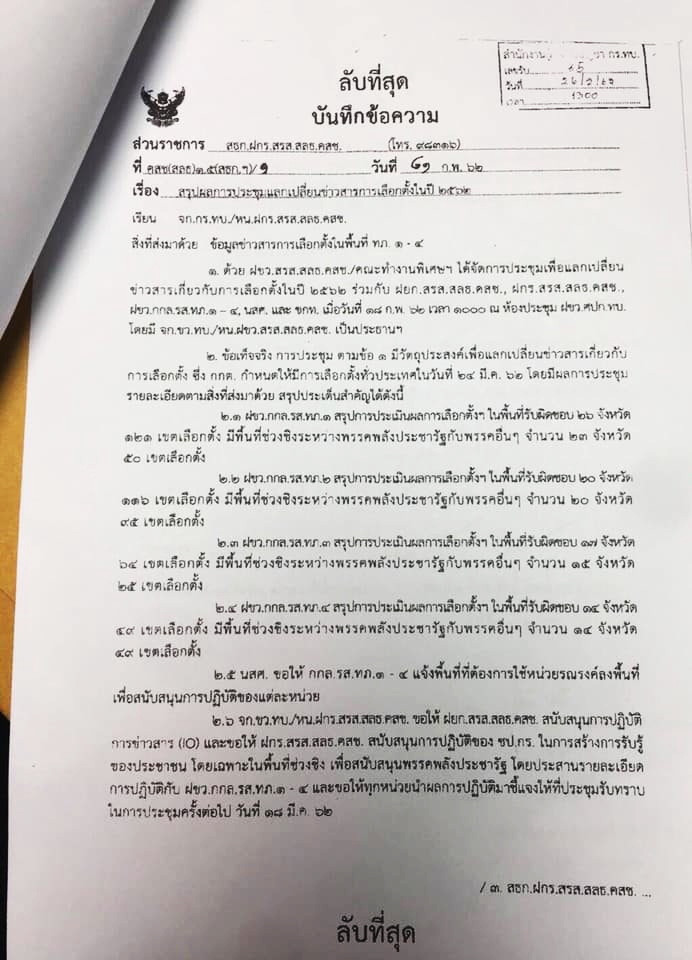 ลับที่สุด
บันทึกข้อความ
สำนักงาน กร.ทบ.
เลขรับ ๑๕
วันที่
เวลา ๑๓๐๐
ส่วนราชการ สธก.ฝกร.สรส.สลธ.คสช. (โทร. ๙๘๓๑๖)
ที่ คสช(สลธ)๑.๕(สธก.ฯ)/๑ วันที่ ก.พ. ๖๒
เรื่อง สรุปผลการประชุมแลกเปลี่ยนข่าวสารการเลือกตั้งในปี ๒๕๖๒
เรียน จก.กร.ทบ./หน.ฝกร.สรส.สลธ.คสช.
สิ่งที่ส่งมาด้วย ข้อมูลข่าวสารการเลือกตั้งในพื้นที่ ทภ. ๑ - ๔
๑. ด้วย ฝขว.สรส.สลธ.คสช./คณะทำงานพิเศษฯ ได้จัดการประชุมเพื่อแลกเปลี่ยน
ข่าวสารเกี่ยวกับการเลือกตั้งในปี ๒๕๖๒ ร่วมกับ ฝยก.สรส.สลธ.คสช., ฝกร.สรส.สลธ.คสช.,
ฝขว.กกล.รส.ทภ.๑ – ๔, นสศ. และ ขกท. เมื่อวันที่ ๑๘ ก.พ. ๖๒ เวลา ๑๐๐๐ ณ ห้องประชุม ฝขว.ศปก.ทบ.
โดยมี จก.ขว.ทบ./หน.ฝขว.สรส.สลธ.คสช. เป็นประธานฯ
๒. ข้อเท็จจริง การประชุม ตามข้อ ๑ มีวัตถุประสงค์เพื่อแลกเปลี่ยนข่าวสารเกี่ยวกับ
การเลือกตั้ง ซึ่ง กกต. กำหนดให้มีการเลือกตั้งทั่วประเทศในวันที่ ๒๔ มี.ค. ๖๒ โดยมีผลการประชุม
รายละเอียดตามสิ่งที่ส่งมาด้วย สรุปประเด็นสำคัญได้ดังนี้
๒.๑ ฝขว.กกล.รส.ทภ.๑ สรุปการประเมินผลการเลือกตั้งฯ ในพื้นที่รับผิดชอบ ๒๖ จังหวัด
๑๒๑ เขตเลือกตั้ง มีพื้นที่ช่วงชิงระหว่างพรรคพลังประชารัฐกับพรรคอื่นๆ จำนวน ๒๓ จังหวัด
๕๐ เขตเลือกตั้ง
๒.๒ ฝขว.กกล.รส.ทภ.๒ สรุปการประเมินผลการเลือกตั้งฯ ในพื้นที่รับผิดชอบ ๒๐ จังหวัด
๑๑๖ เขตเลือกตั้ง มีพื้นที่ช่วงชิงระหว่างพรรคพลังประชารัฐกับพรรคอื่นๆ จำนวน ๒๐ จังหวัด
๙๕ เขตเลือกตั้ง
๒.๓ ฝขว.กกล.รส.ทภ.๓ สรุปการประเมินผลการเลือกตั้งฯ ในพื้นที่รับผิดชอบ ๑๗ จังหวัด
๖๔ เขตเลือกตั้ง มีพื้นที่ช่วงชิงระหว่างพรรคพลังประชารัฐกับพรรคอื่นๆ จำนวน ๑๕ จังหวัด
๒๕ เขตเลือกตั้ง
๒.๔ ฝขว.กกล.รส.ทภ.๔ สรุปการประเมินผลการเลือกตั้งฯ ในพื้นที่รับผิดชอบ ๑๔ จังหวัด
๔๙ เขตเลือกตั้ง มีพื้นที่ช่วงชิงระหว่างพรรคพลังประชารัฐกับพรรคอื่นๆ จำนวน ๑๔ จังหวัด
๔๙ เขตเลือกตั้ง
๒.๕ นสศ. ขอให้ กกล.รส.ทภ.๑ - ๔ แจ้งพื้นที่ที่ต้องการใช้หน่วยรณรงค์ลงพื้นที่
เพื่อสนับสนุนการปฏิบัติของแต่ละหน่วย
๒.๖ จก.ขว.ทบ./หน.ฝกร.สรส.สลธ.คสช. ขอให้ ฝยก.สรส.สลธ.คสช. สนับสนุนการปฏิบัติ
การข่าวสาร (IO) และขอให้ ฝกร.สรส.สลธ.คสช. สนับสนุนการปฏิบัติของ ชป.กร. ในการสร้างการรับรู้
ของประชาชน โดยเฉพาะในพื้นที่ช่วงชิง เพื่อสนับสนุนพรรคพลังประชารัฐ โดยประสานรายละเอียด
การปฏิบัติกับ ฝขว.กกล.รส.ทภ.๑ - ๔ และขอให้ทุกหน่วยนำผลการปฏิบัติมาชี้แจงให้ที่ประชุมรับทราบ
ในการประชุมครั้งต่อไป วันที่ ๑๘ มี.ค. ๖๒
/ ๓. สธก.ฝกร.สรส.สลธ.คสช. ...
ลับที่สุด